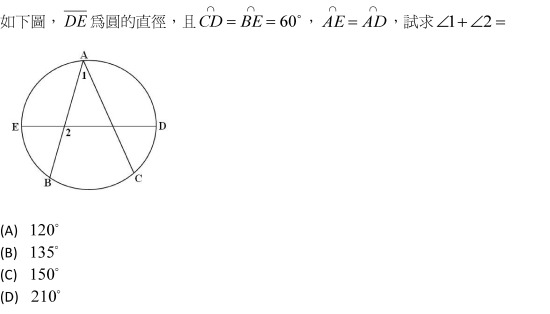 如下圖，DE 爲圓的直徑，且 CD = BE = 60°，AE = AD，試求∠1+∠2 =
A
1
E
2
D
B
C
(A) 120°
(B) 135°
(C) 150°
(D) 210°